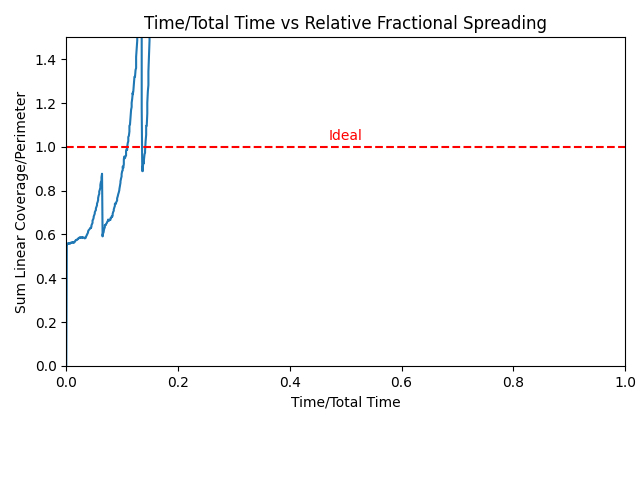 Time/Total Time vs Relative Fractional Spreading
Sum Linear Coverage/Perimeter
1.4
1.2
1.0
0.8
0.6
0.4
0.2
0.0
Ideal
0.0 0.2 0.4 0.6 0.8 1.0
Time/Total Time